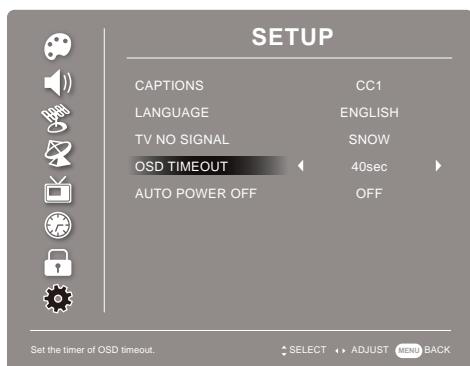 SETUP
CAPTIONS CC1
LANGUAGE ENGLISH
TV NO SIGNAL SNOW
OSD TIMEOUT 40sec
AUTO POWER OFF OFF
Set the timer of OSD timeout. SELECT ADJUST MENU BACK